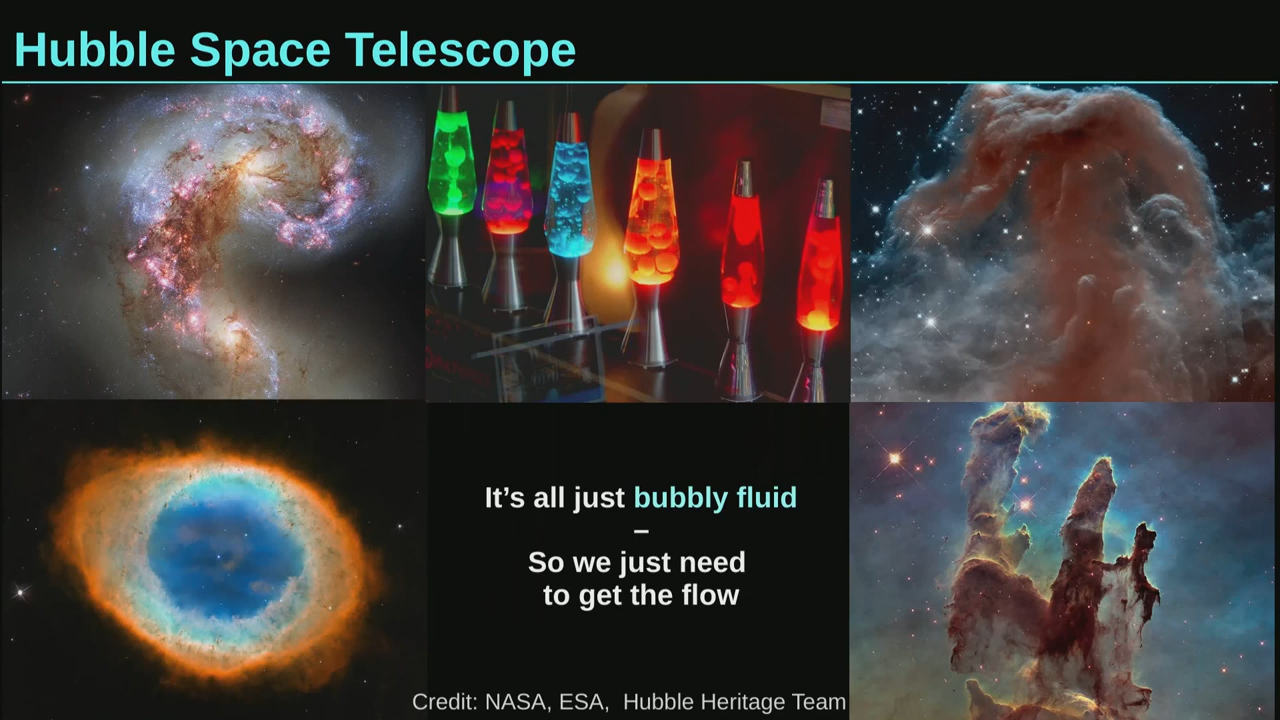 Hubble Space Telescope
It’s all just bubbly fluid
–
So we just need
to get the flow
Credit: NASA, ESA,  Hubble Heritage Team